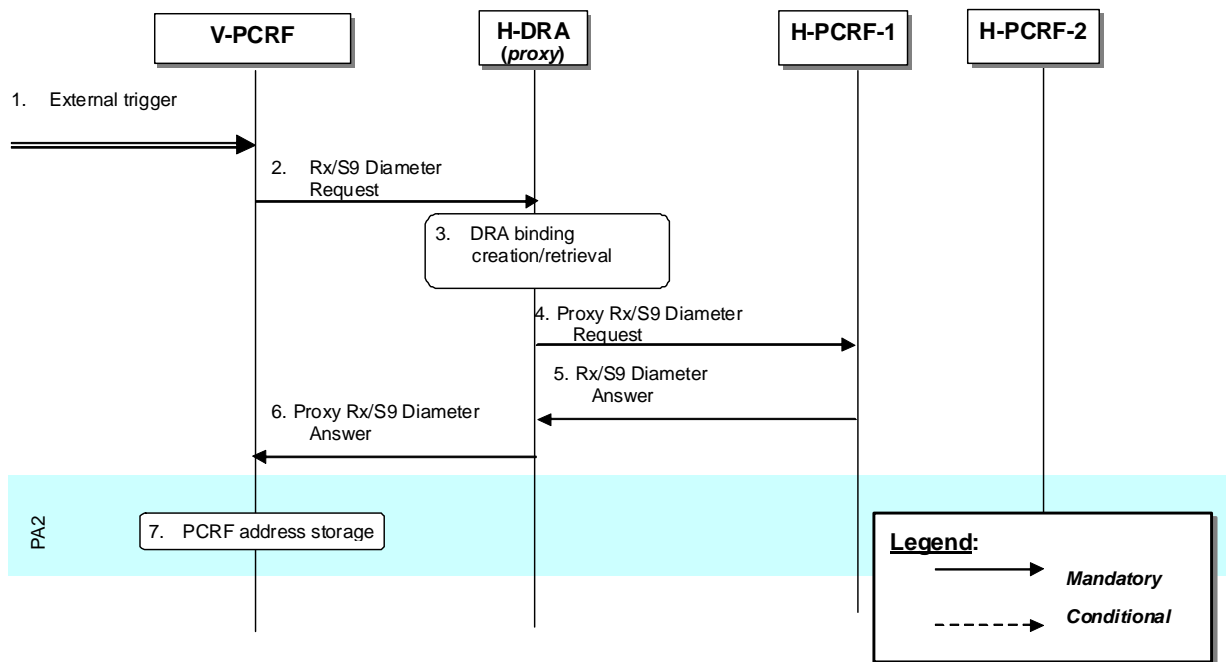 V-PCRF
H-DRA
(proxy)
H-PCRF-1
H-PCRF-2
1. External trigger
2. Rx/S9 Diameter
Request
3. DRA binding
creation/retrieval
4. Proxy Rx/S9 Diameter
Request
5. Rx/S9 Diameter
Answer
6. Proxy Rx/S9 Diameter
Answer
PA2
7. PCRF address storage
Legend:
Mandatory
Conditional